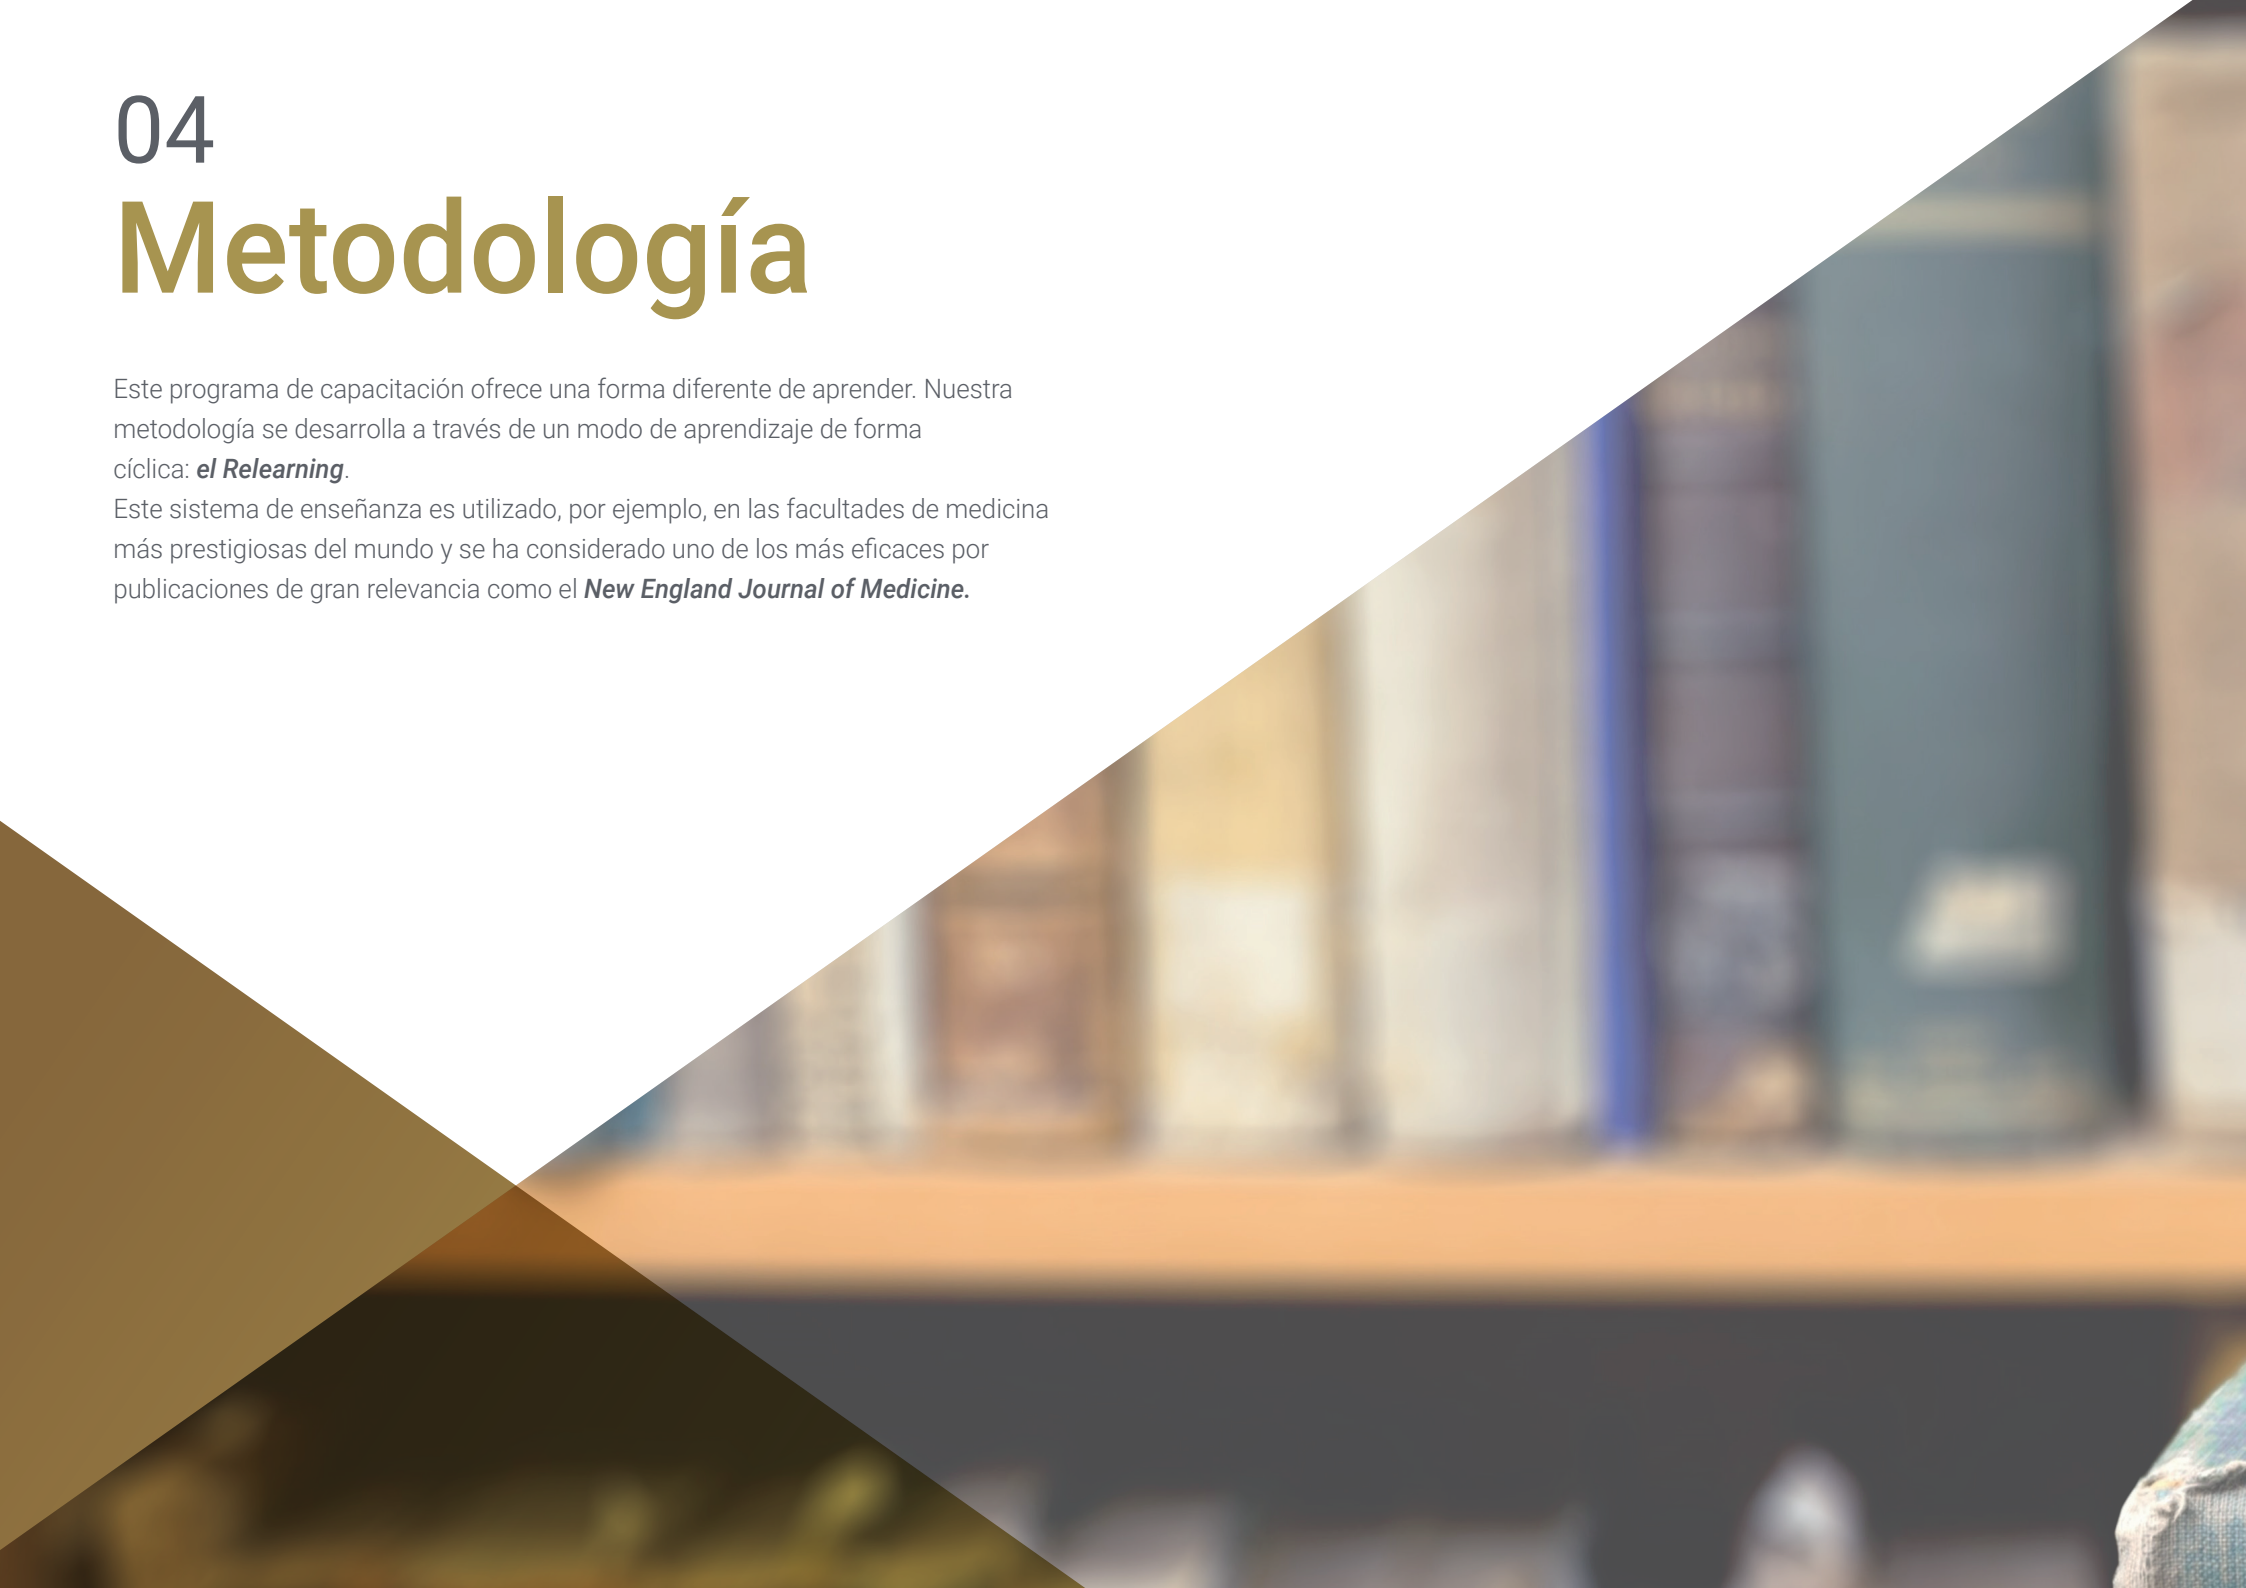 04
Metodología
Este programa de capacitación ofrece una forma diferente de aprender. Nuestra
metodología se desarrolla a través de un modo de aprendizaje de forma
cíclica: el Relearning.
Este sistema de enseñanza es utilizado, por ejemplo, en las facultades de medicina
más prestigiosas del mundo y se ha considerado uno de los más eficaces por
publicaciones de gran relevancia como el New England Journal of Medicine.